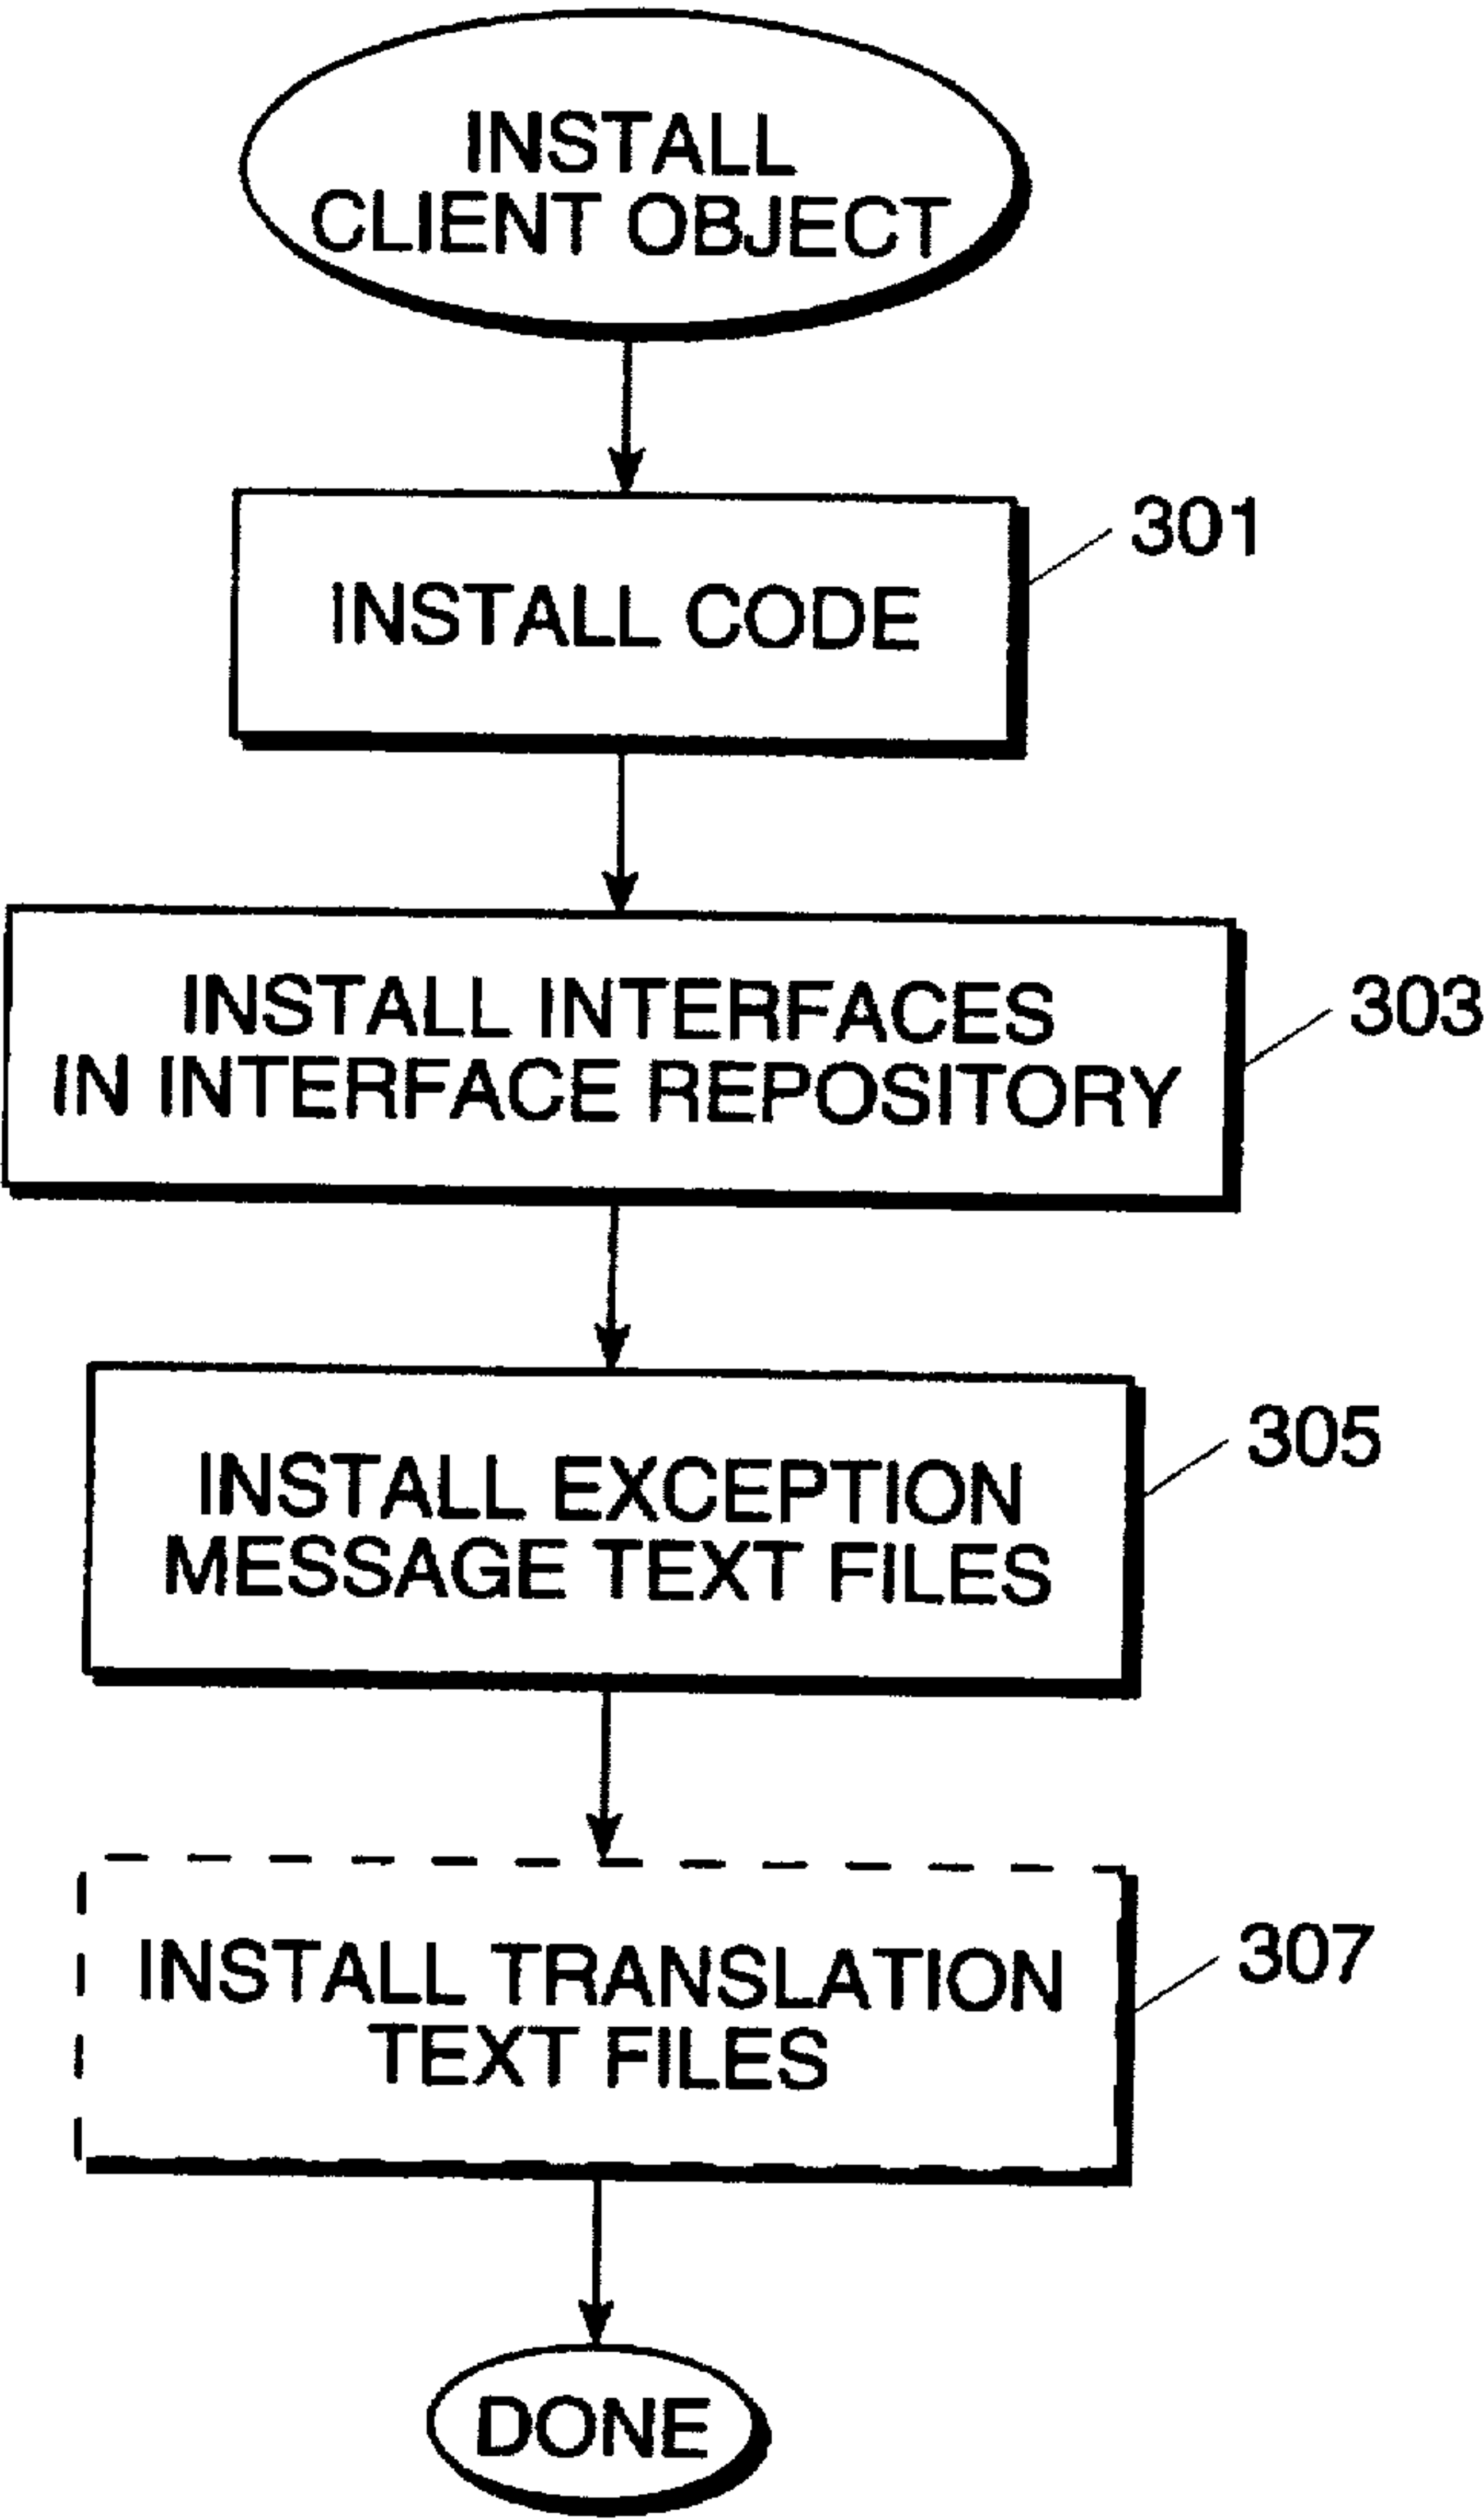 INSTALL
CLIENT OBJECT
INSTALL CODE
301
INSTALL INTERFACES
IN INTERFACE REPOSITORY
303
INSTALL EXCEPTION
MESSAGE TEXT FILES
305
INSTALL TRANSLATION
TEXT FILES
307
DONE